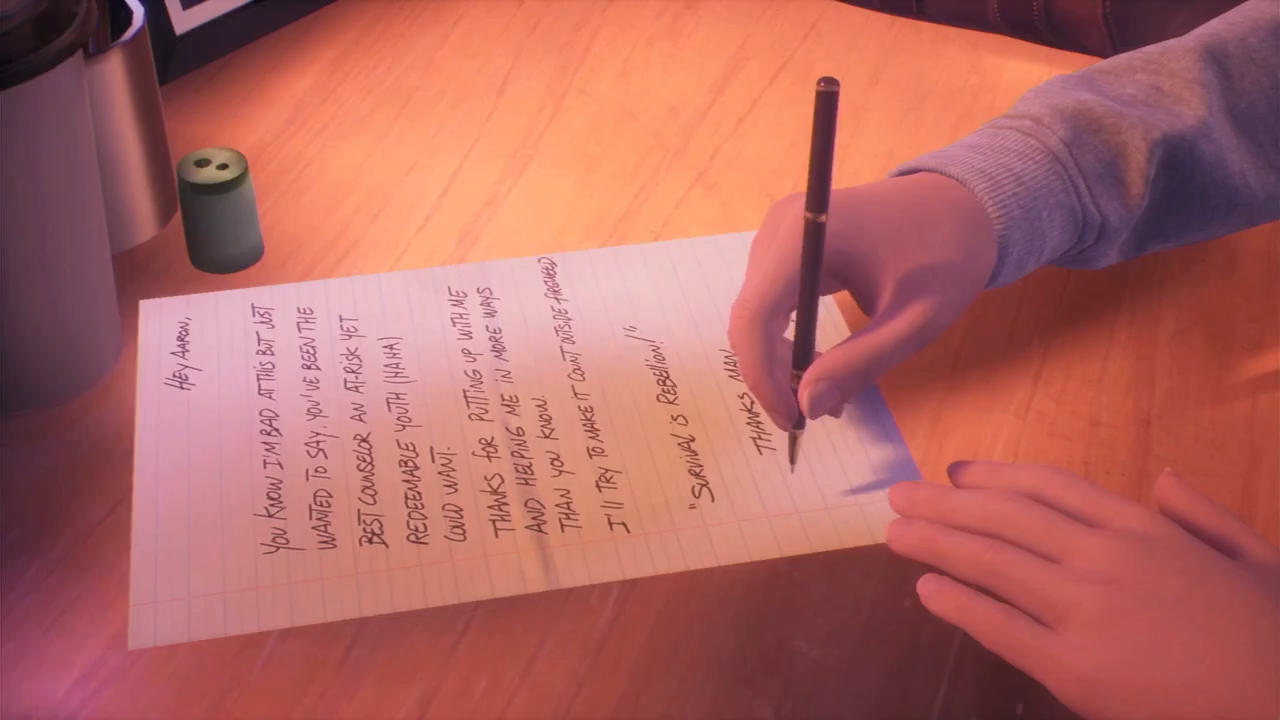 HEY AARON,
YOU KNOW I'M BAD AT THIS BUT JUST
WANTED TO SAY, YOU'VE BEEN THE
BEST COUNSELOR AN AT-RISK YET
REDEEMABLE YOUTH (HAHA)
COULD WANT.
THANKS FOR PUTTING UP WITH ME
AND HELPING ME IN MORE WAYS
THAN YOU KNOW.
I'LL TRY TO MAKE IT COUNT OUTSIDE FIREWEED
"SURVIVAL IS REBELLION!"
THANKS MAN